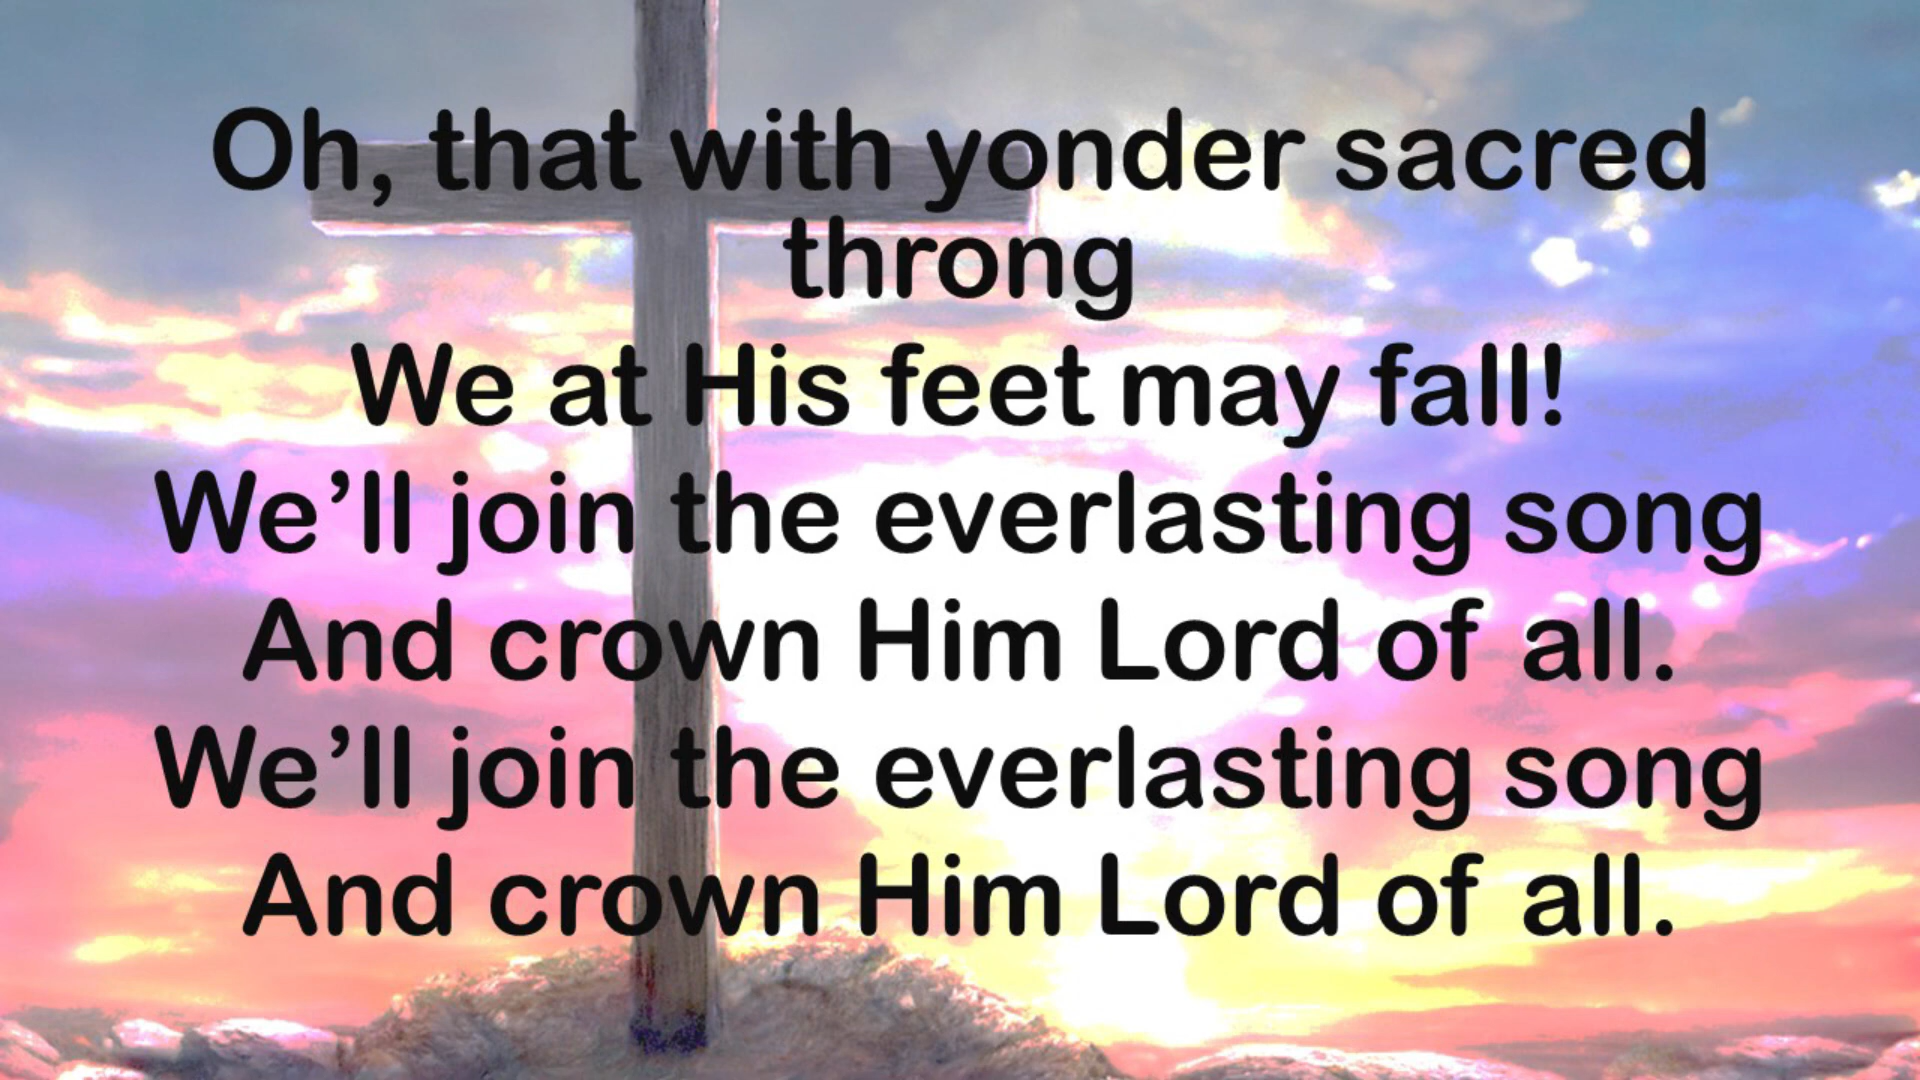 Oh, that with yonder sacred
throng
We at His feet may fall!
We’ll join the everlasting song
And crown Him Lord of all.
We’ll join the everlasting song
And crown Him Lord of all.